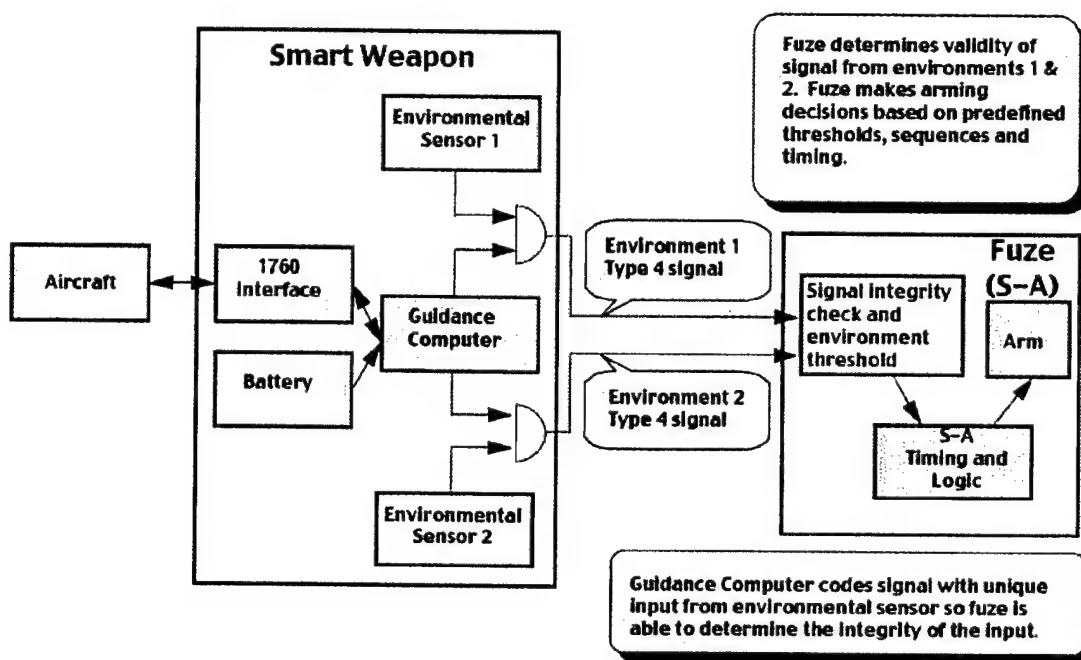 Smart Weapon
Environmental
Sensor 1
Aircraft
1760
Interface
Battery
Guidance
Computer
Environmental
Sensor 2
Environment 1
Type 4 signal
Environment 2
Type 4 signal
Fuze determines validity of
signal from environments 1 &
2. Fuze makes arming
decisions based on predefined
thresholds, sequences and
timing.
Fuze
(S-A)
Signal integrity
check and
environment
threshold
Arm
S-A
Timing and
Logic
Guidance Computer codes signal with unique
input from environmental sensor so fuze is
able to determine the integrity of the input.